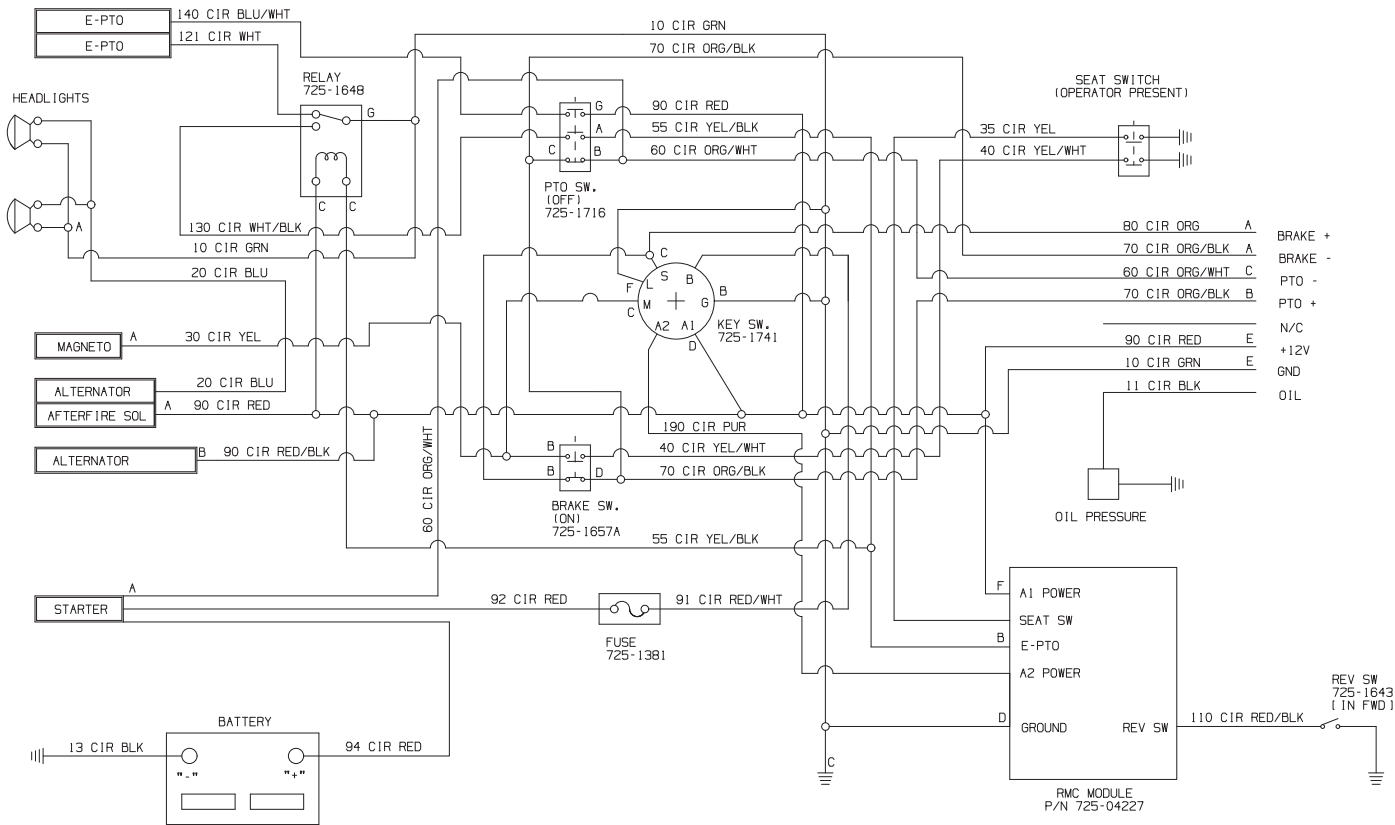 E-PTO
140 CIR BLU/WHT
E-PTO
121 CIR WHT
10 CIR GRN
70 CIR ORG/BLK
RELAY
725-1648
G
HEADLIGHTS
A
C
C
SEAT SWITCH
(OPERATOR PRESENT)
G
90 CIR RED
A
55 CIR YEL/BLK
C
B
60 CIR ORG/WHT
35 CIR YEL
40 CIR YEL/WHT
PTO SW.
(OFF)
725-1716
130 CIR WHT/BLK
10 CIR GRN
20 CIR BLU
80 CIR ORG
A
BRAKE +
70 CIR ORG/BLK
A
BRAKE -
60 CIR ORG/WHT
C
PTO -
70 CIR ORG/BLK
B
PTO +
N/C
90 CIR RED
E
+12V
10 CIR GRN
E
GND
11 CIR BLK
OIL
C
S
B
F
L
M
C
G
B
A2
A1
D
KEY SW.
725-1741
MAGNETO
A
30 CIR YEL
ALTERNATOR
20 CIR BLU
AFTERFIRE SOL
A
90 CIR RED
ALTERNATOR
B
90 CIR RED/BLK
60 CIR ORG/WHT
190 CIR PUR
B
40 CIR YEL/WHT
B
D
70 CIR ORG/BLK
BRAKE SW.
(ON)
725-1657A
55 CIR YEL/BLK
OIL PRESSURE
A
STARTER
92 CIR RED
91 CIR RED/WHT
FUSE
725-1381
F
A1 POWER
SEAT SW
B
E-PTO
A2 POWER
D
GROUND
REV SW
110 CIR RED/BLK
REV SW
725-1643
[IN FWD]
C
RMC MODULE
P/N 725-04227
BATTERY
13 CIR BLK
94 CIR RED
"-"
"+"